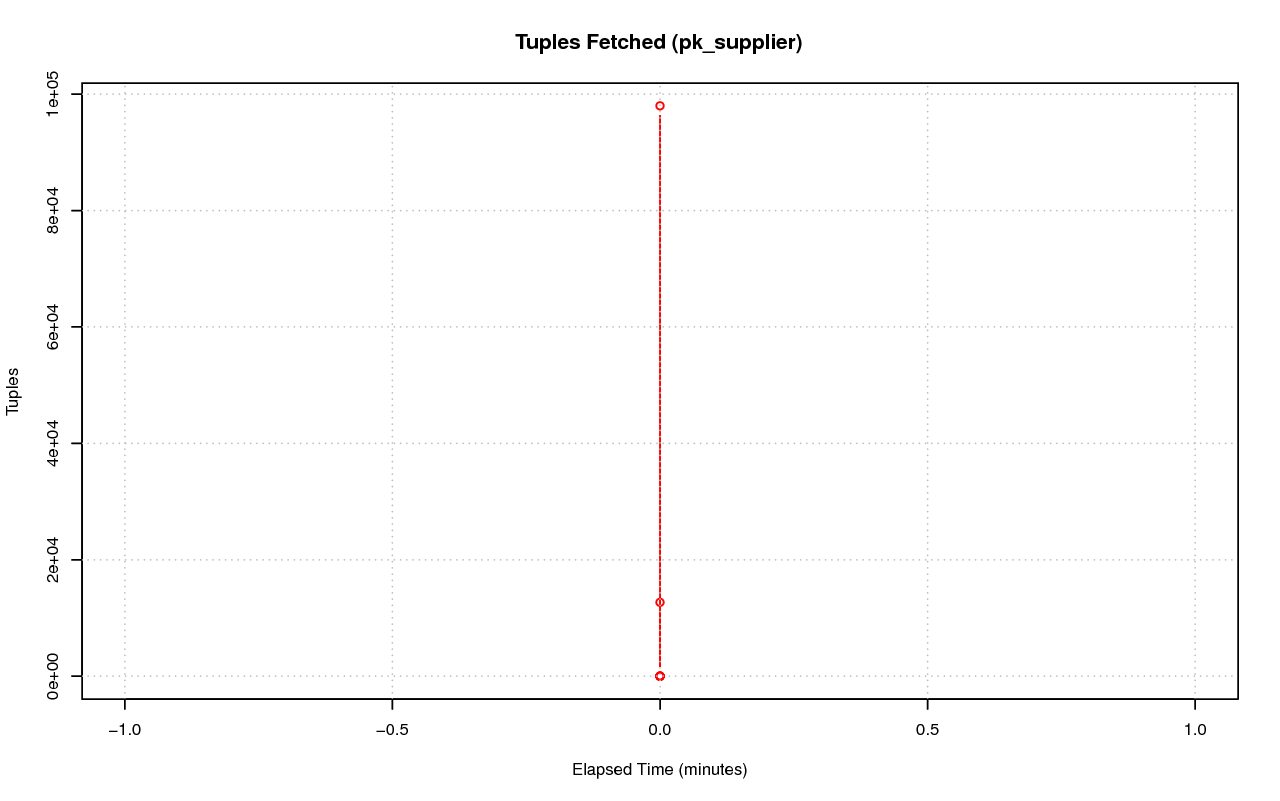 Tuples Fetched (pk_supplier)
Tuples
1e+05
8e+04
6e+04
4e+04
2e+04
0e+00
−1.0
−0.5
0.0
0.5
1.0
Elapsed Time (minutes)